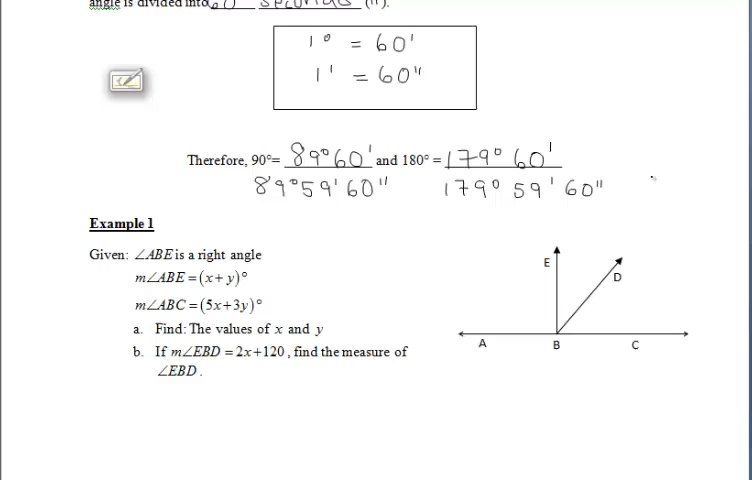 angle is divided into 60 seconds (").
1° = 60'
1' = 60"
Therefore, 90°= 89°60' and 180° = 179° 60'
89°59'60" 179° 59' 60"
Example 1
Given: ∠ABE is a right angle
m∠ABE = (x + y)°
m∠ABC = (5x+3y)°
a. Find: The values of x and y
b. If m∠EBD = 2x+120, find the measure of
∠EBD.
E
D
A B C